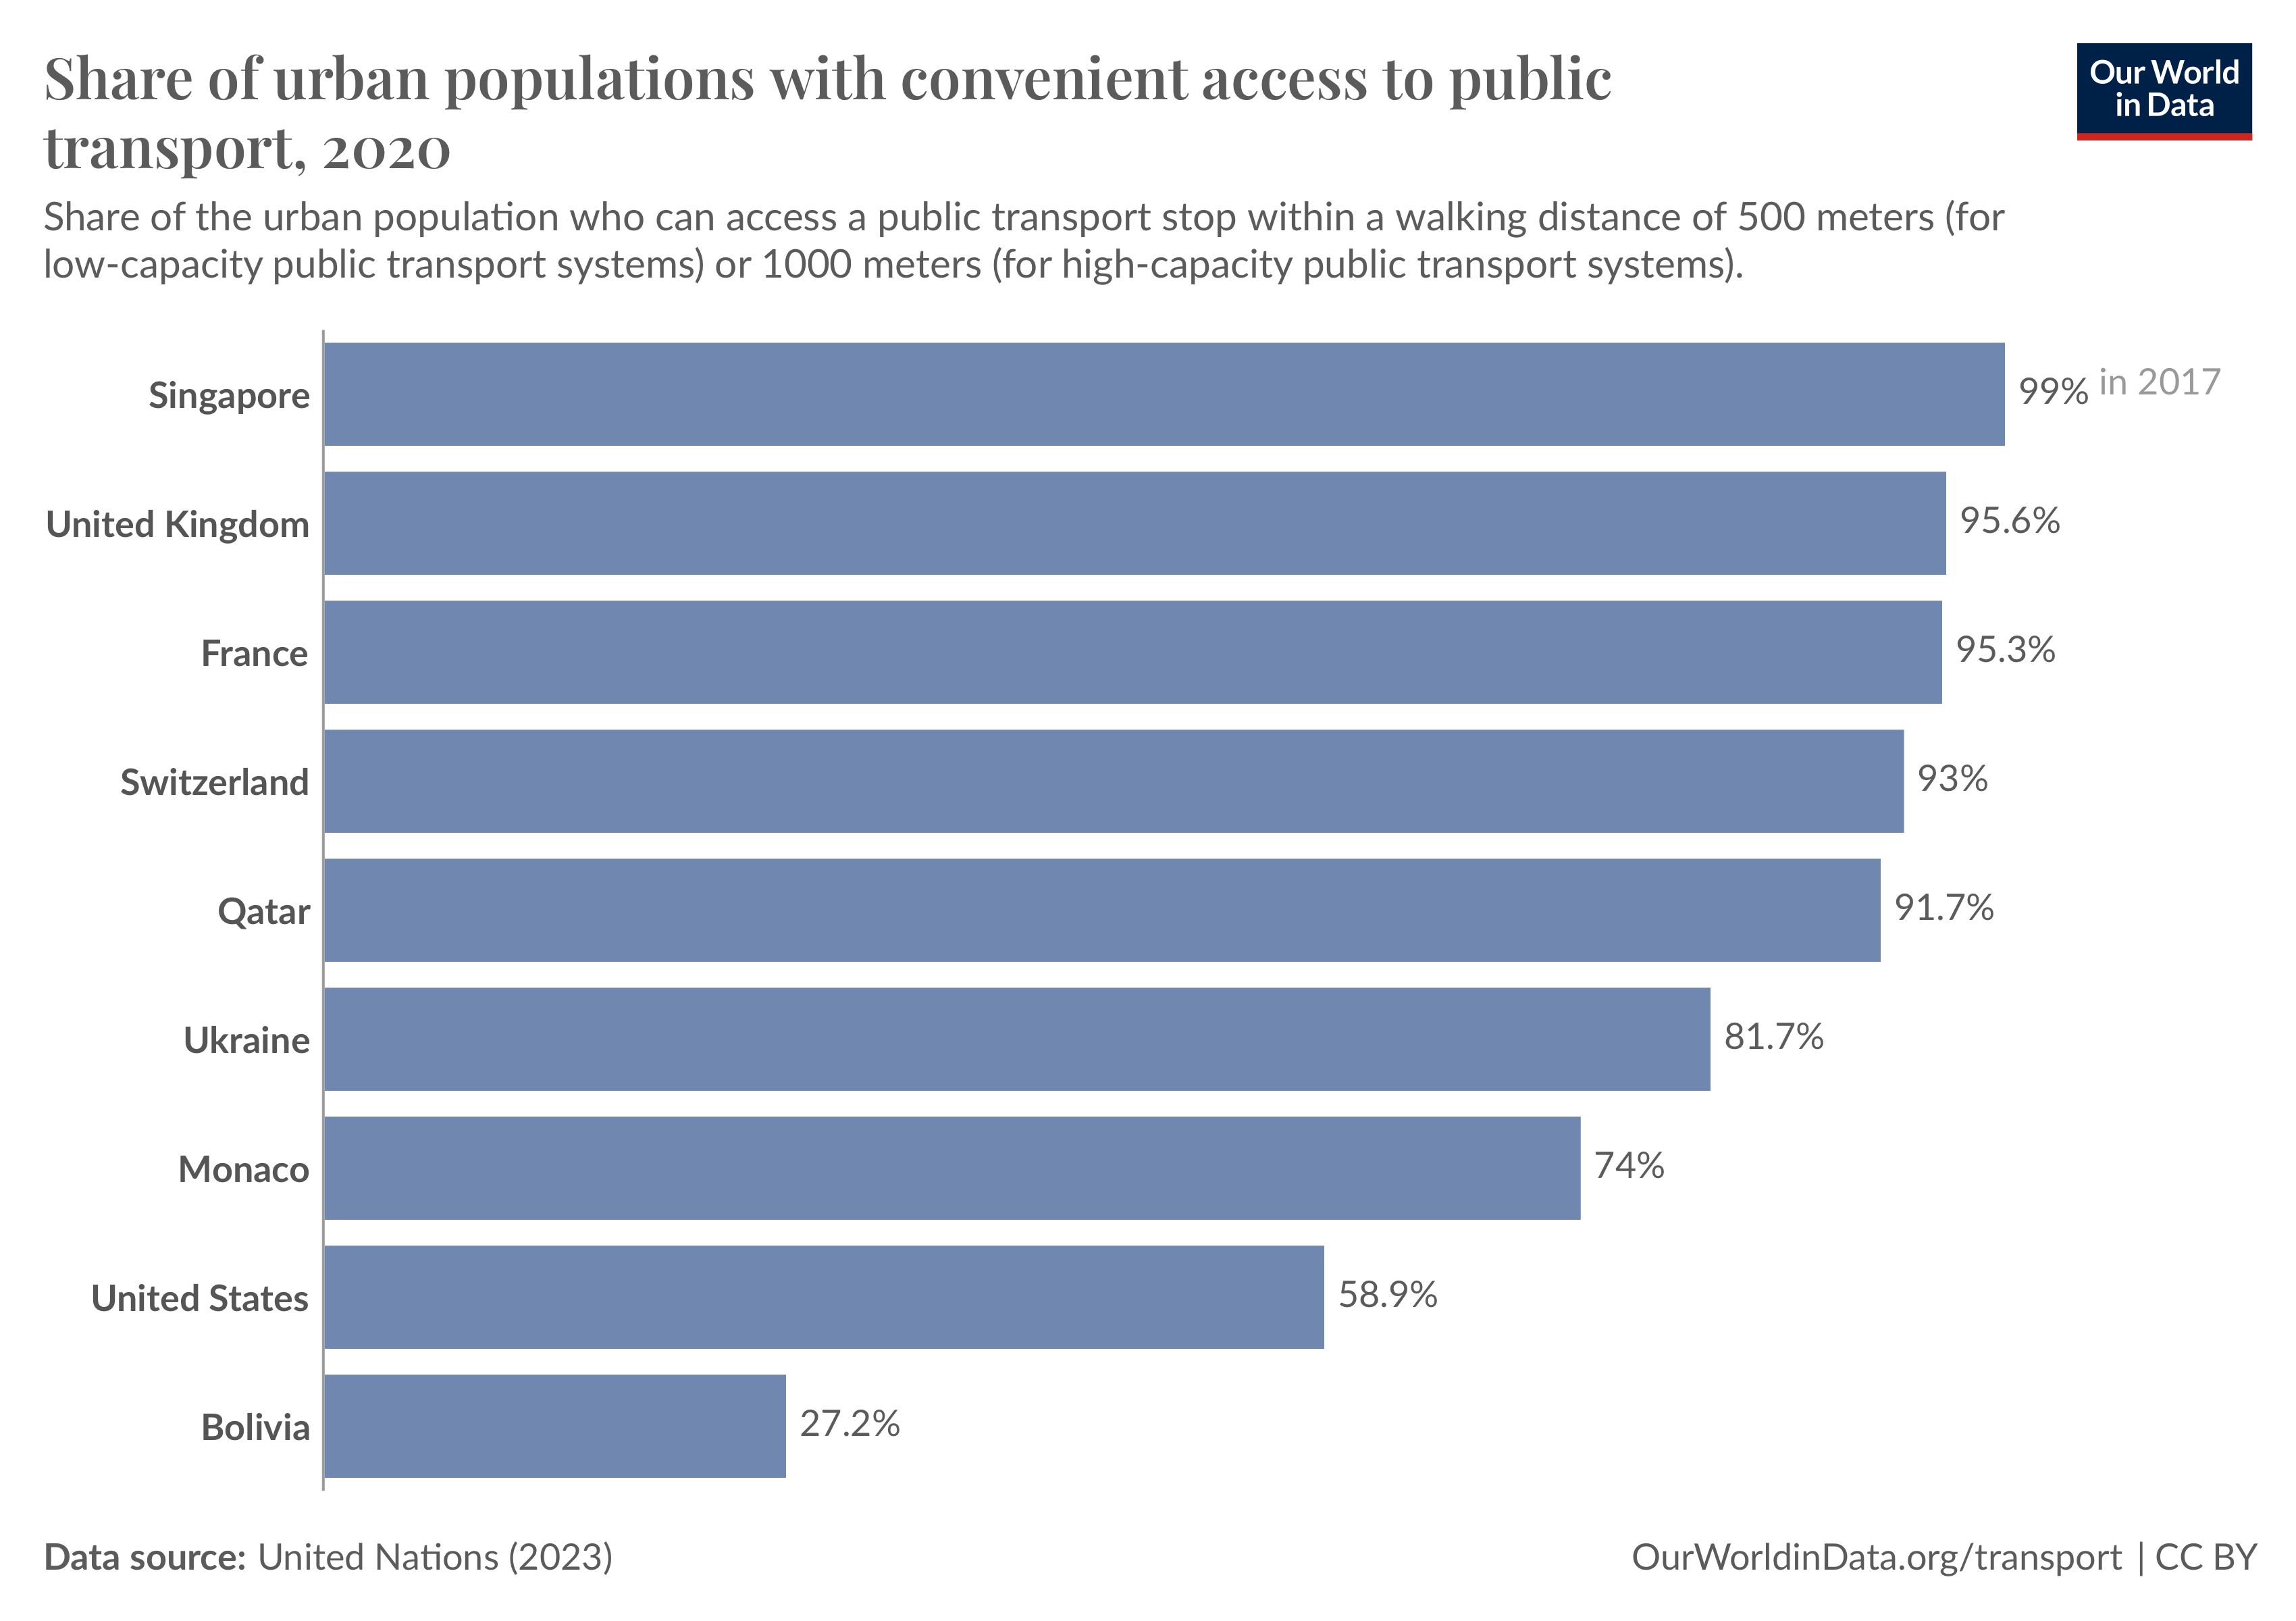 Share of urban populations with convenient access to public
transport, 2020
Our World
in Data
Share of the urban population who can access a public transport stop within a walking distance of 500 meters (for
low-capacity public transport systems) or 1000 meters (for high-capacity public transport systems).
Singapore 99% in 2017
United Kingdom 95.6%
France 95.3%
Switzerland 93%
Qatar 91.7%
Ukraine 81.7%
Monaco 74%
United States 58.9%
Bolivia 27.2%
Data source: United Nations (2023)
OurWorldinData.org/transport | CC BY